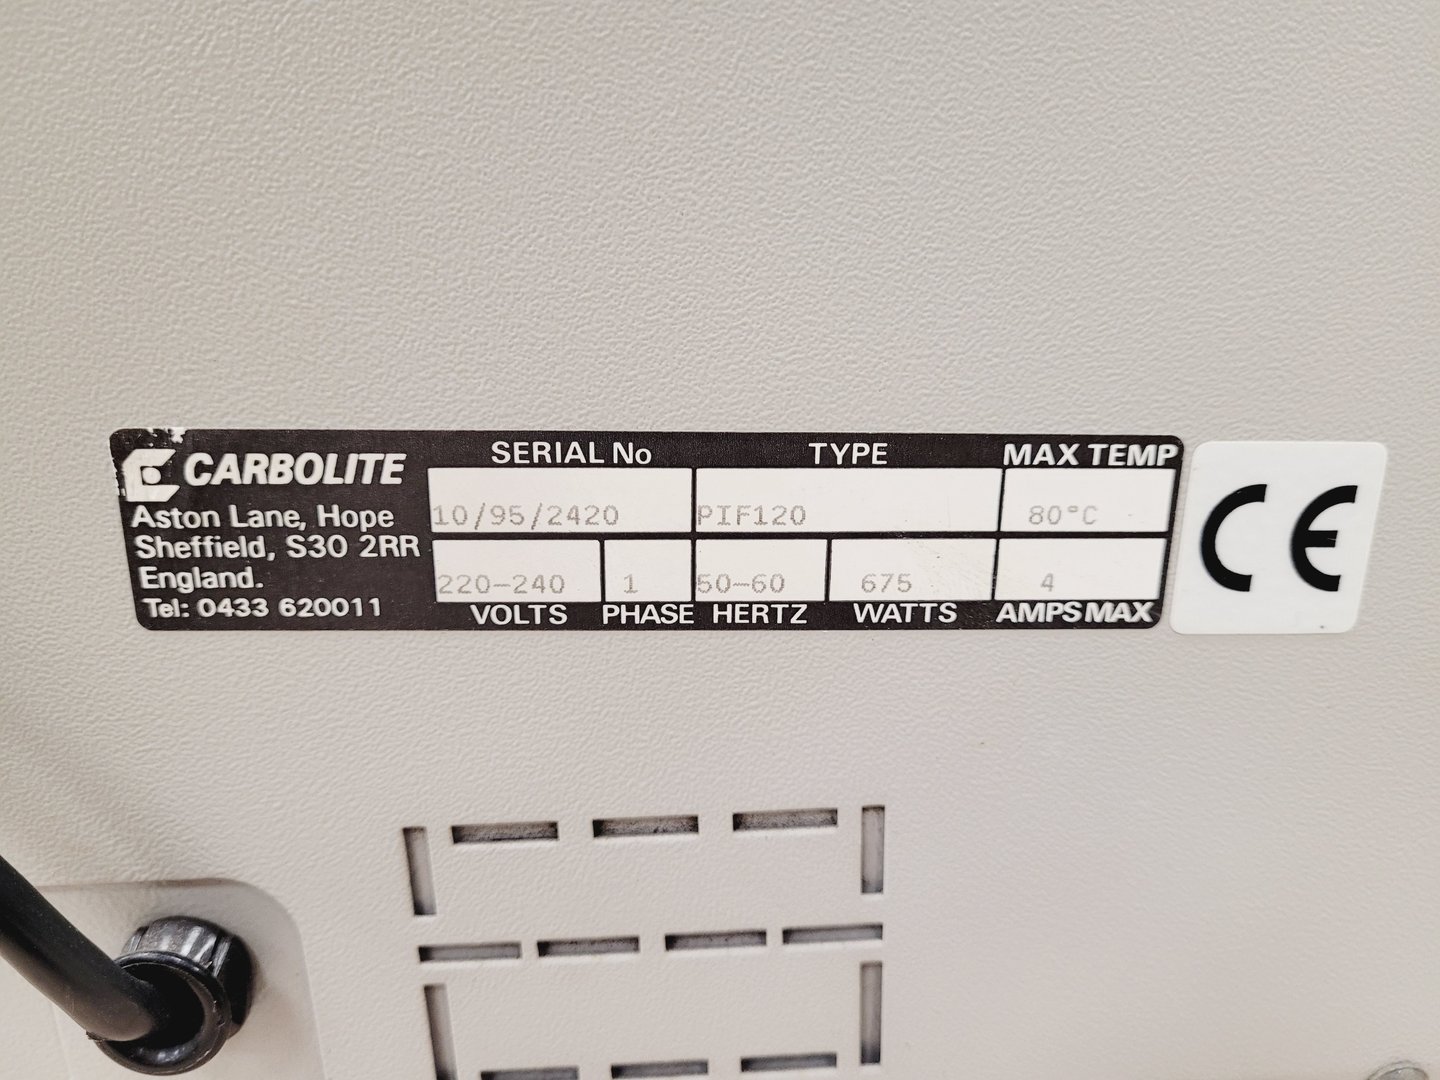 CARBOLITE
Aston Lane, Hope
Sheffield, S30 2RR
England.
Tel: 0433 620011
SERIAL No TYPE MAX TEMP
10/95/2420 PIF120 80°C
220-240 1 50-60 675 4
VOLTS PHASE HERTZ WATTS AMPS MAX
CE